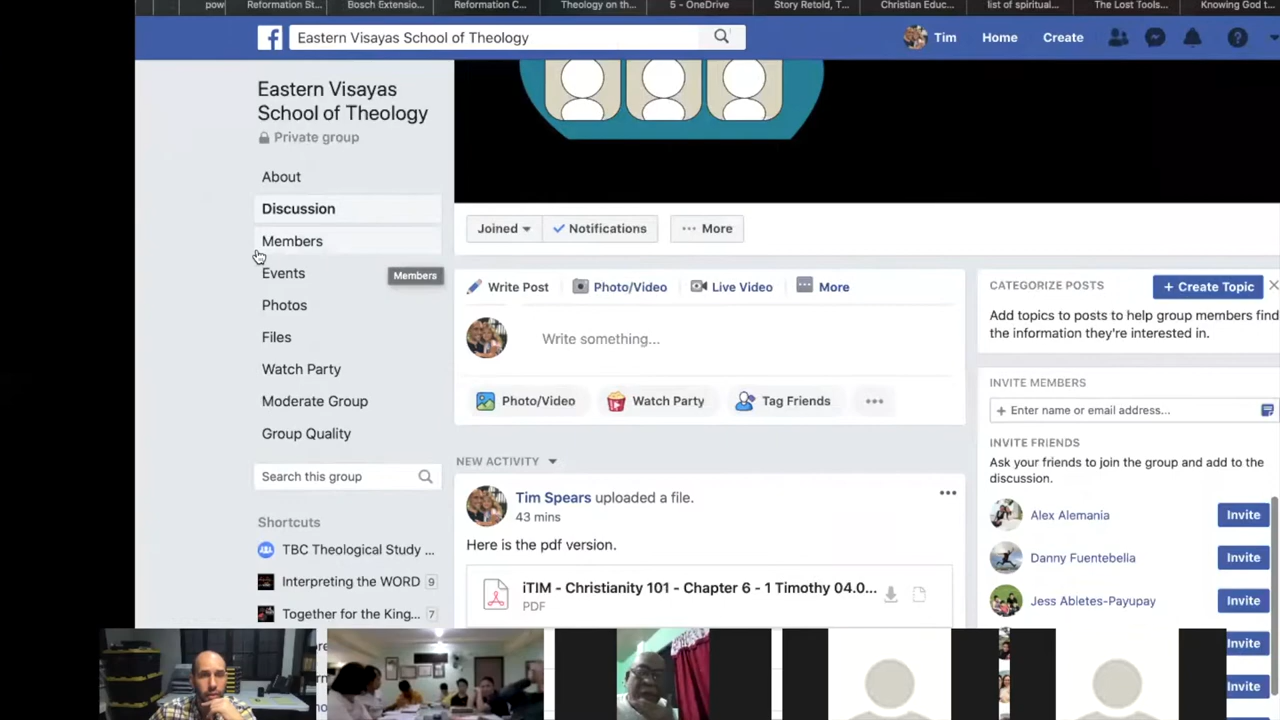 pow
Reformation St...
Bosch Extensio...
Reformation C...
Theology on th...
5 - OneDrive
Story Retold, T...
Christian Educ...
list of spiritual...
The Lost Tools...
Knowing God t...
Eastern Visayas School of Theology
Tim
Home
Create
Eastern Visayas
School of Theology
Private group
About
Discussion
Members
Events
Members
Photos
Files
Watch Party
Moderate Group
Group Quality
Search this group
Shortcuts
TBC Theological Study ...
Interpreting the WORD 9
Together for the King... 7
Joined
Notifications
More
Write Post
Photo/Video
Live Video
More
Write something...
Photo/Video
Watch Party
Tag Friends
NEW ACTIVITY
Tim Spears uploaded a file.
43 mins
Here is the pdf version.
iTIM - Christianity 101 - Chapter 6 - 1 Timothy 04.0...
PDF
CATEGORIZE POSTS
+ Create Topic
Add topics to posts to help group members find
the information they're interested in.
INVITE MEMBERS
+ Enter name or email address...
INVITE FRIENDS
Ask your friends to join the group and add to the
discussion.
Alex Alemania
Invite
Danny Fuentebella
Invite
Jess Abletes-Payupay
Invite
Invite
Invite